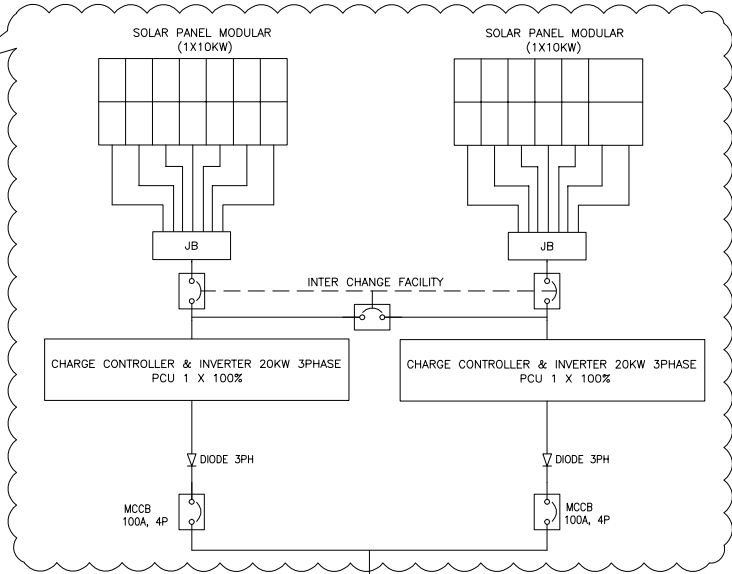 SOLAR PANEL MODULAR
(1X10KW)
SOLAR PANEL MODULAR
(1X10KW)
JB
JB
INTER CHANGE FACILITY
CHARGE CONTROLLER & INVERTER 20KW 3PHASE
PCU 1 X 100%
CHARGE CONTROLLER & INVERTER 20KW 3PHASE
PCU 1 X 100%
DIODE 3PH
DIODE 3PH
MCCB
100A, 4P
MCCB
100A, 4P